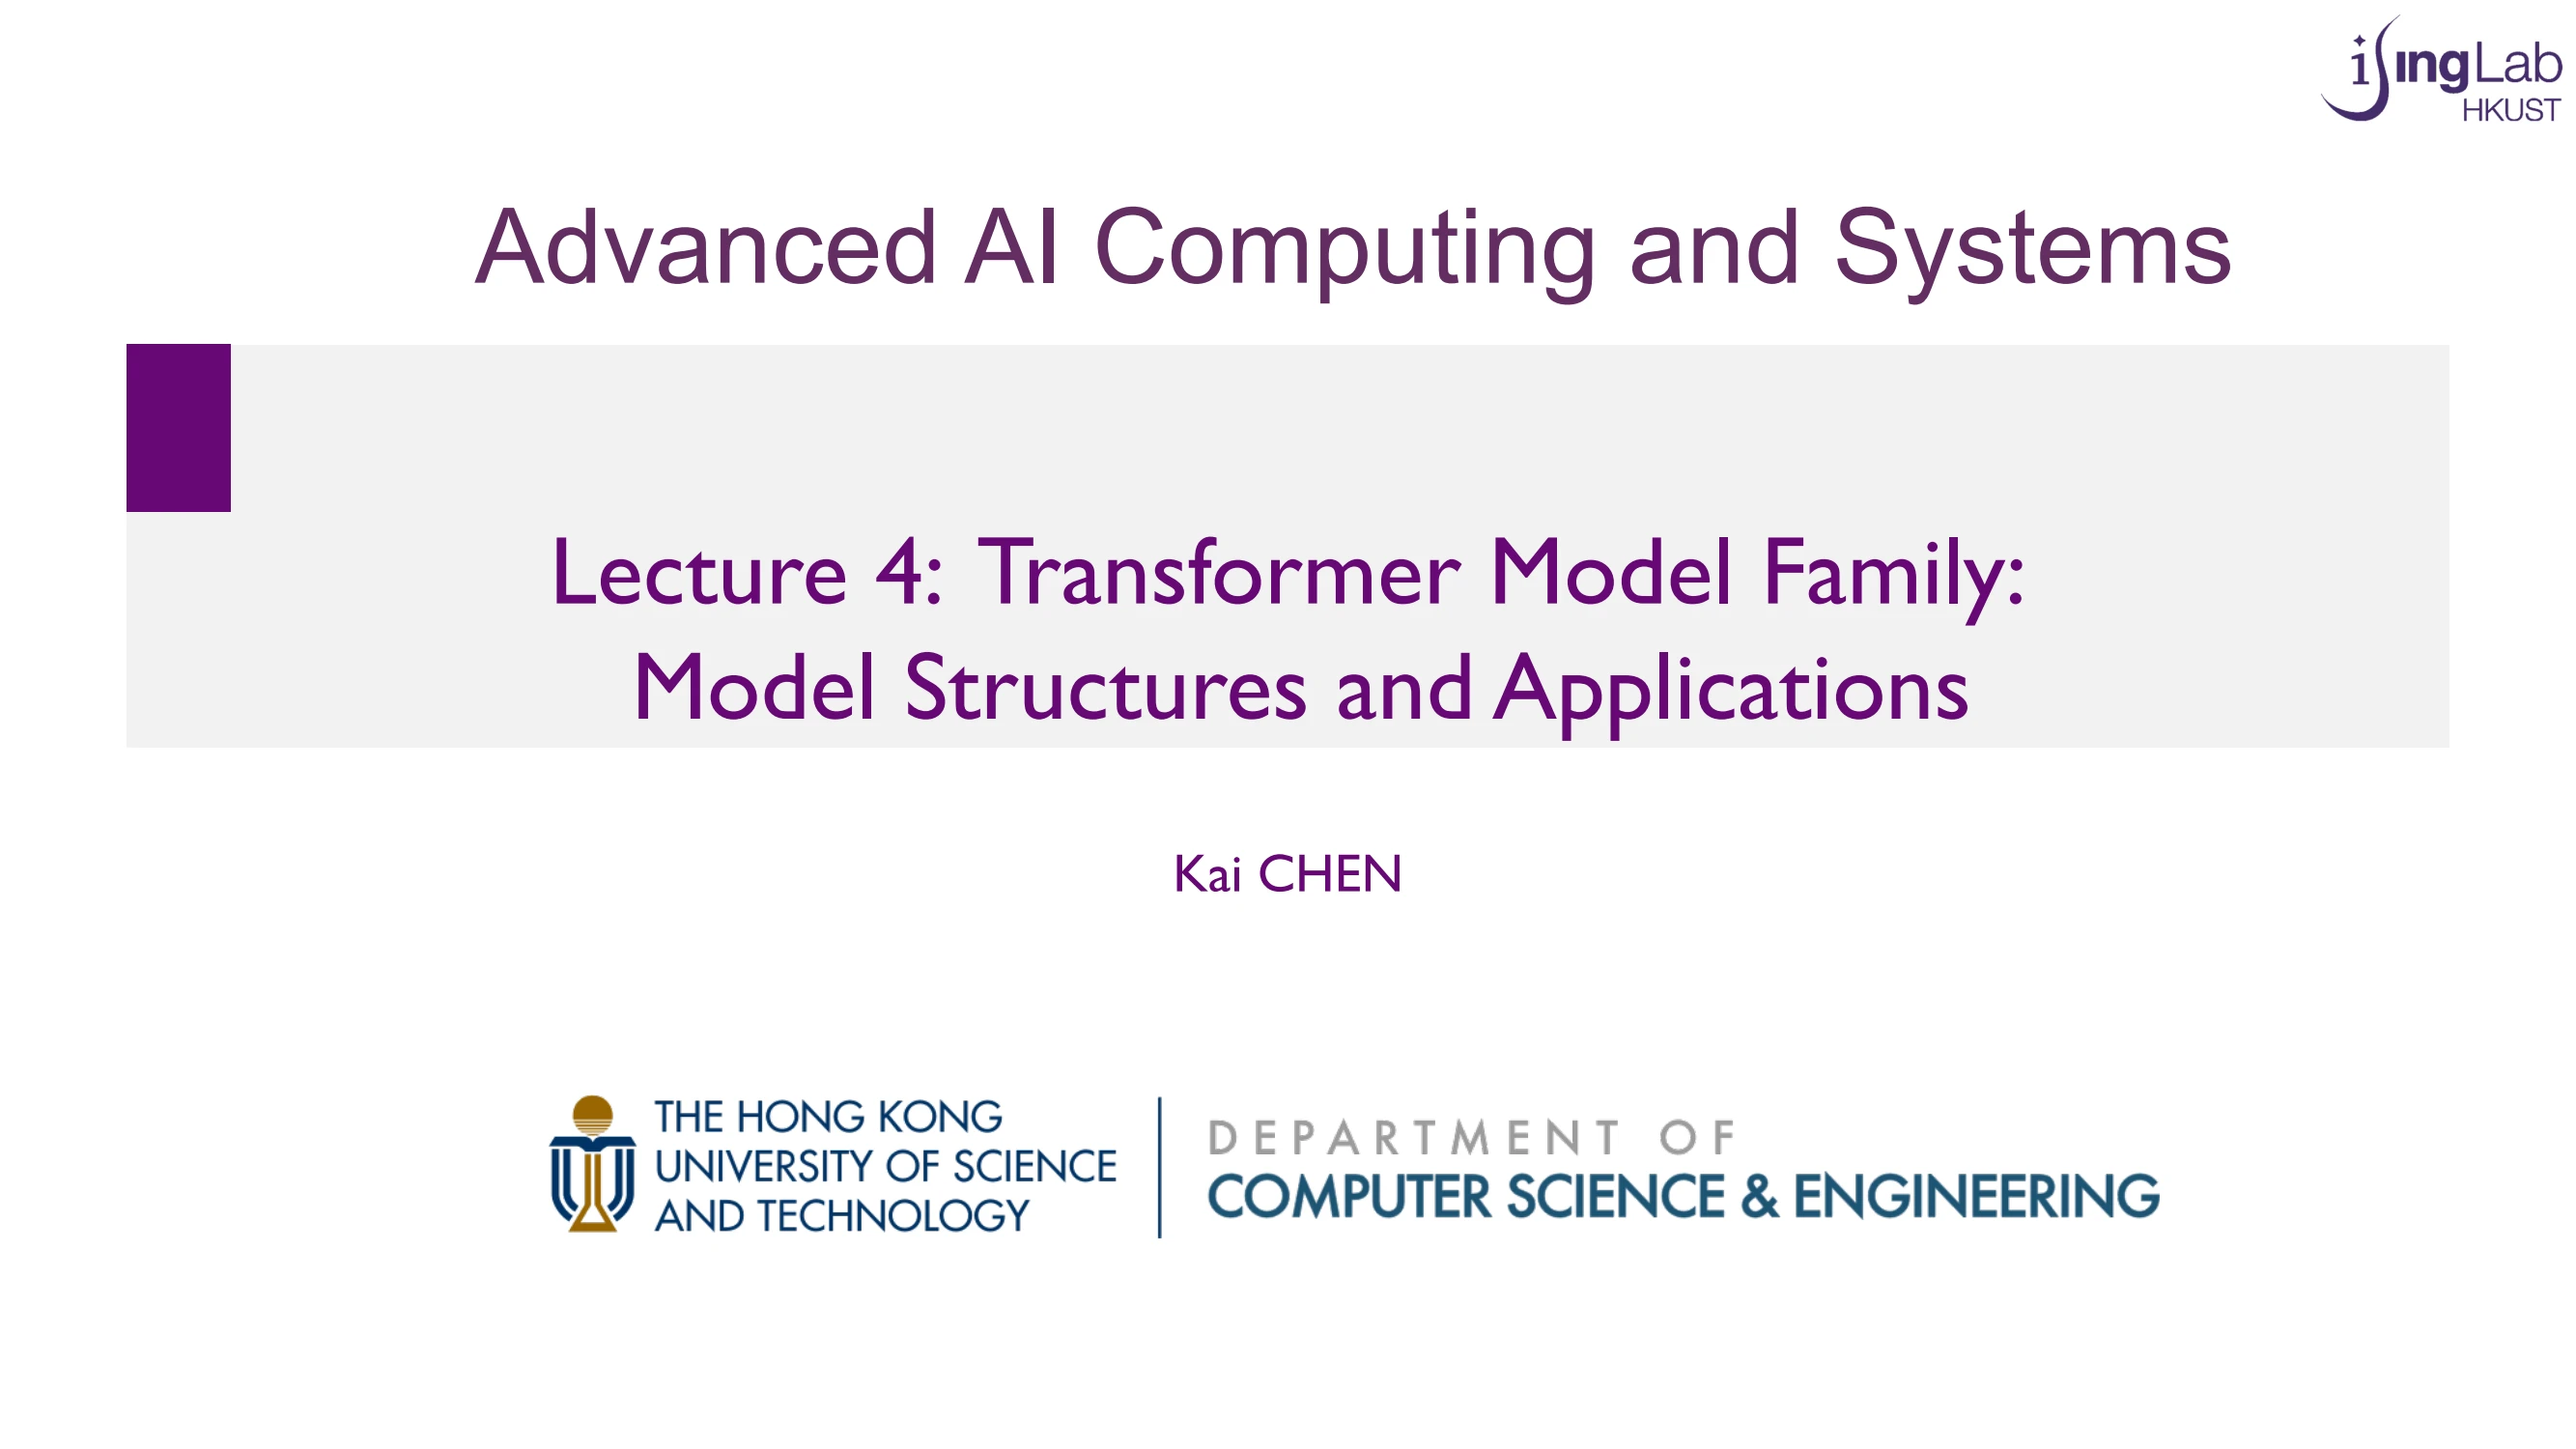 iSingLab
HKUST
Advanced AI Computing and Systems
Lecture 4: Transformer Model Family:
Model Structures and Applications
Kai CHEN
THE HONG KONG
UNIVERSITY OF SCIENCE
AND TECHNOLOGY
DEPARTMENT OF
COMPUTER SCIENCE & ENGINEERING